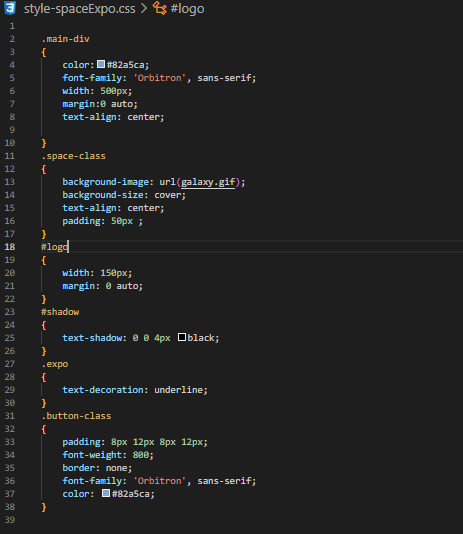 style-spaceExpo.css > #logo
1
2 .main-div
3 {
4 color: #82a5ca;
5 font-family: 'Orbitron', sans-serif;
6 width: 500px;
7 margin:0 auto;
8 text-align: center;
9
10 }
11 .space-class
12 {
13 background-image: url(galaxy.gif);
14 background-size: cover;
15 text-align: center;
16 padding: 50px ;
17 }
18 #logo
19 {
20 width: 150px;
21 margin: 0 auto;
22 }
23 #shadow
24 {
25 text-shadow: 0 0 4px black;
26 }
27 .expo
28 {
29 text-decoration: underline;
30 }
31 .button-class
32 {
33 padding: 8px 12px 8px 12px;
34 font-weight: 800;
35 border: none;
36 font-family: 'Orbitron', sans-serif;
37 color: #82a5ca;
38 }
39